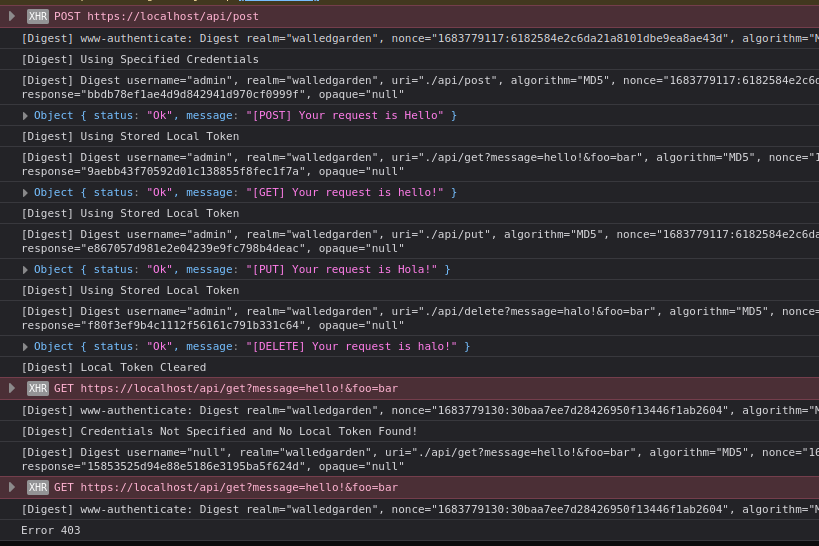 XHR POST https://localhost/api/post
[Digest] www-authenticate: Digest realm="walledgarden", nonce="1683779117:6182584e2c6da21a8101dbe9ea8ae43d", algorithm="M
[Digest] Using Specified Credentials
[Digest] Digest username="admin", realm="walledgarden", uri="./api/post", algorithm="MD5", nonce="1683779117:6182584e2c6d
response="bbdb78ef1ae4d9d842941d970cf0999f", opaque="null"
Object { status: "Ok", message: "[POST] Your request is Hello" }
[Digest] Using Stored Local Token
[Digest] Digest username="admin", realm="walledgarden", uri="./api/get?message=hello!&foo=bar", algorithm="MD5", nonce="1
response="9aebb43f70592d01c138855f8fec1f7a", opaque="null"
Object { status: "Ok", message: "[GET] Your request is hello!" }
[Digest] Using Stored Local Token
[Digest] Digest username="admin", realm="walledgarden", uri="./api/put", algorithm="MD5", nonce="1683779117:6182584e2c6da
response="e867057d981e2e04239e9fc798b4deac", opaque="null"
Object { status: "Ok", message: "[PUT] Your request is Hola!" }
[Digest] Using Stored Local Token
[Digest] Digest username="admin", realm="walledgarden", uri="./api/delete?message=halo!&foo=bar", algorithm="MD5", nonce=
response="f80f3ef9b4c1112f56161c791b331c64", opaque="null"
Object { status: "Ok", message: "[DELETE] Your request is halo!" }
[Digest] Local Token Cleared
XHR GET https://localhost/api/get?message=hello!&foo=bar
[Digest] www-authenticate: Digest realm="walledgarden", nonce="1683779130:30baa7ee7d28426950f13446f1ab2604", algorithm="M
[Digest] Credentials Not Specified and No Local Token Found!
[Digest] Digest username="null", realm="walledgarden", uri="./api/get?message=hello!&foo=bar", algorithm="MD5", nonce="16
response="15853525d94e88e5186e3195ba5f624d", opaque="null"
XHR GET https://localhost/api/get?message=hello!&foo=bar
[Digest] www-authenticate: Digest realm="walledgarden", nonce="1683779130:30baa7ee7d28426950f13446f1ab2604", algorithm="M
Error 403